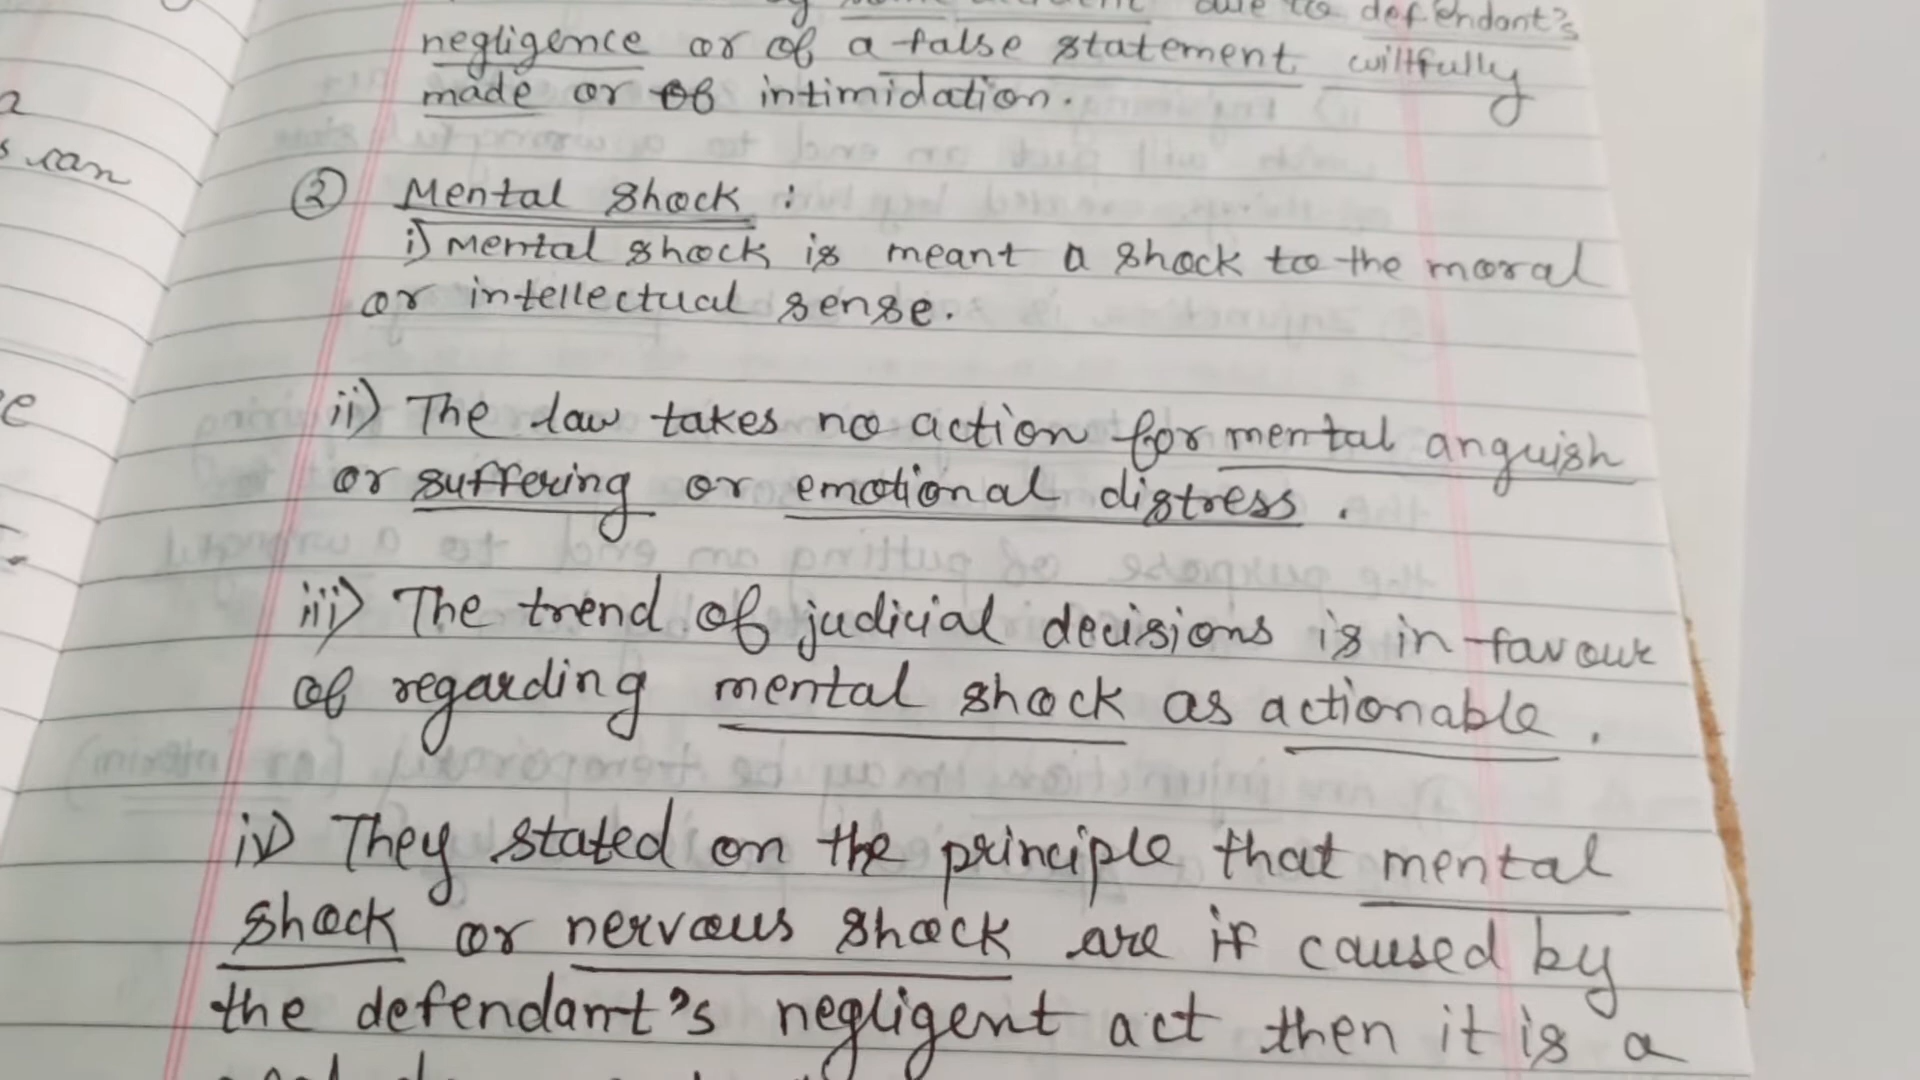 due to defendant's
negligence or of a false statement willfully
made or of intimidation.
② Mental Shock :
i) Mental shock is meant a shock to the moral
or intellectual sense.
ii) The law takes no action for mental anguish
or suffering or emotional distress.
iii) The trend of judicial decisions is in favour
of regarding mental shock as actionable.
iv) They stated on the principle that mental
shock or nervous shock are if caused by
the defendant's negligent act then it is a
can